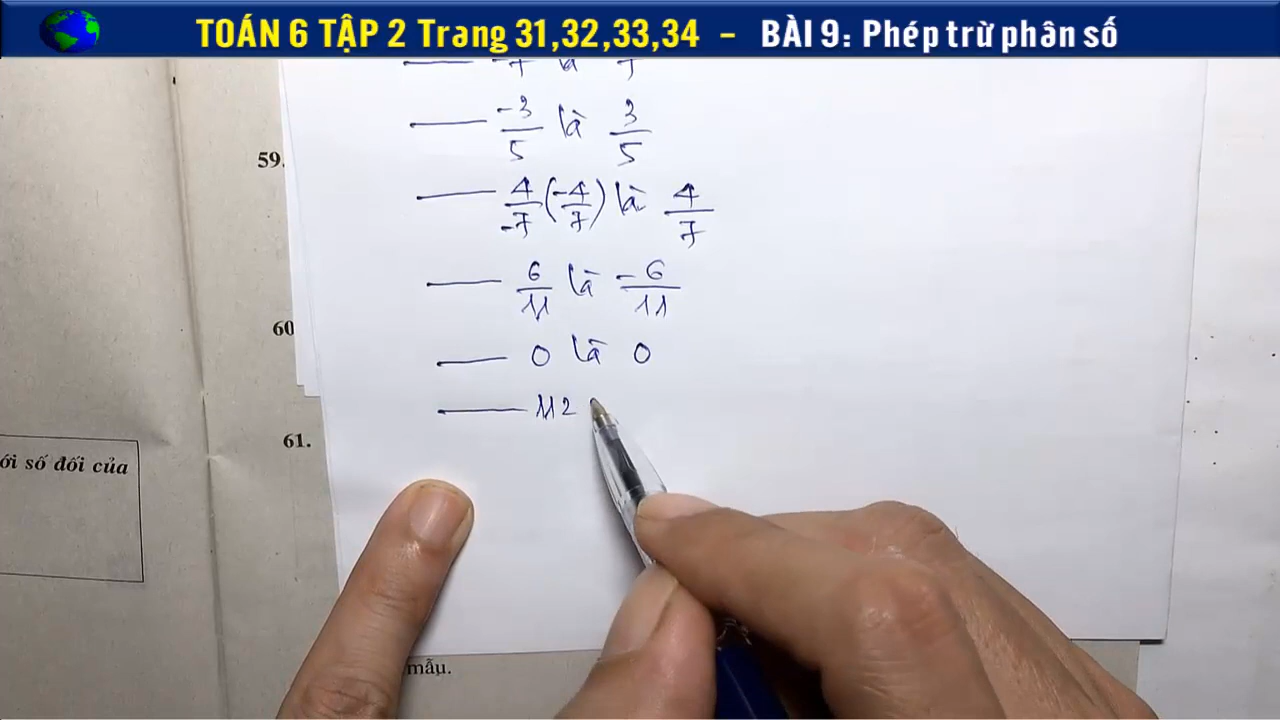 TOÁN 6 TẬP 2 Trang 31,32,33,34 – BÀI 9: Phép trừ phân số
là
-3/5 là 3/5
59.
4/-7 (-4/7) là 4/7
6/11 là -6/11
60
0 là 0
112
61.
ới số đối của
mẫu.